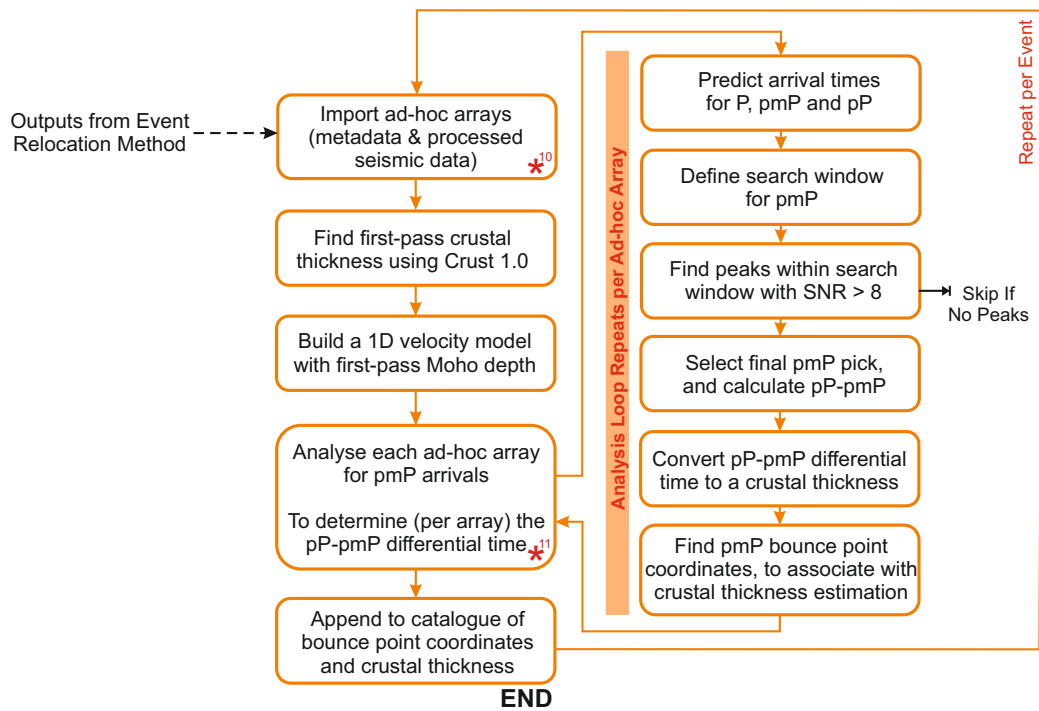 Outputs from Event
Relocation Method
Import ad-hoc arrays
(metadata & processed
seismic data)
*10
Find first-pass crustal
thickness using Crust 1.0
Build a 1D velocity model
with first-pass Moho depth
Analyse each ad-hoc array
for pmP arrivals
To determine (per array) the
pP-pmP differential time
*11
Append to catalogue of
bounce point coordinates
and crustal thickness
END
Analysis Loop Repeats per Ad-hoc Array
Predict arrival times
for P, pmP and pP
Define search window
for pmP
Find peaks within search
window with SNR > 8
Skip If
No Peaks
Select final pmP pick,
and calculate pP-pmP
Convert pP-pmP differential
time to a crustal thickness
Find pmP bounce point
coordinates, to associate with
crustal thickness estimation
Repeat per Event